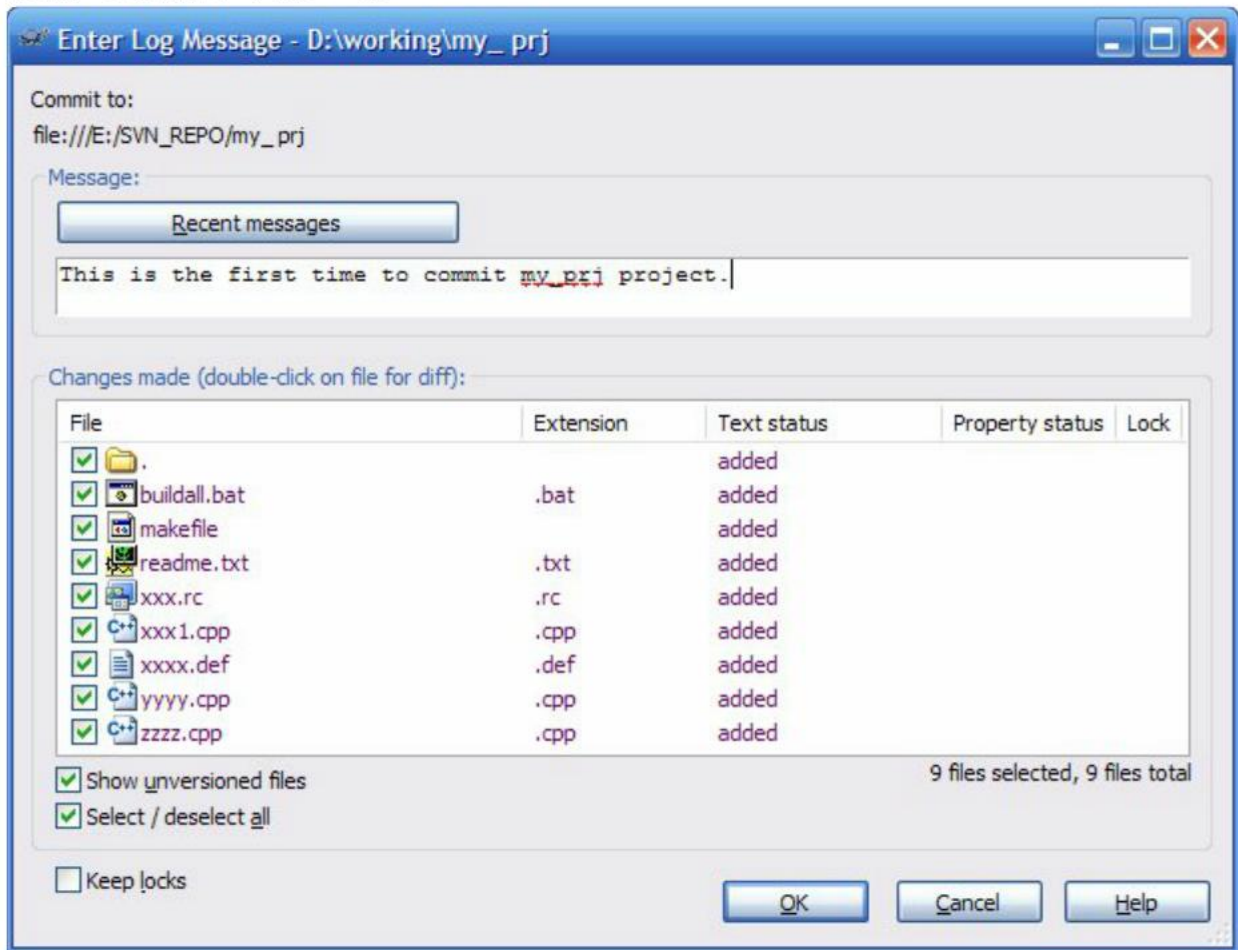 Enter Log Message - D:\working\my_ prj
Commit to:
file:///E:/SVN_REPO/my_ prj
Message:
Recent messages
This is the first time to commit my_prj project.
Changes made (double-click on file for diff):
File Extension Text status Property status Lock
. added
buildall.bat .bat added
makefile added
readme.txt .txt added
xxx.rc .rc added
C++ xxx1.cpp .cpp added
xxxx.def .def added
C++ yyyy.cpp .cpp added
C++ zzzz.cpp .cpp added
Show unversioned files 9 files selected, 9 files total
Select / deselect all
Keep locks
OK Cancel Help